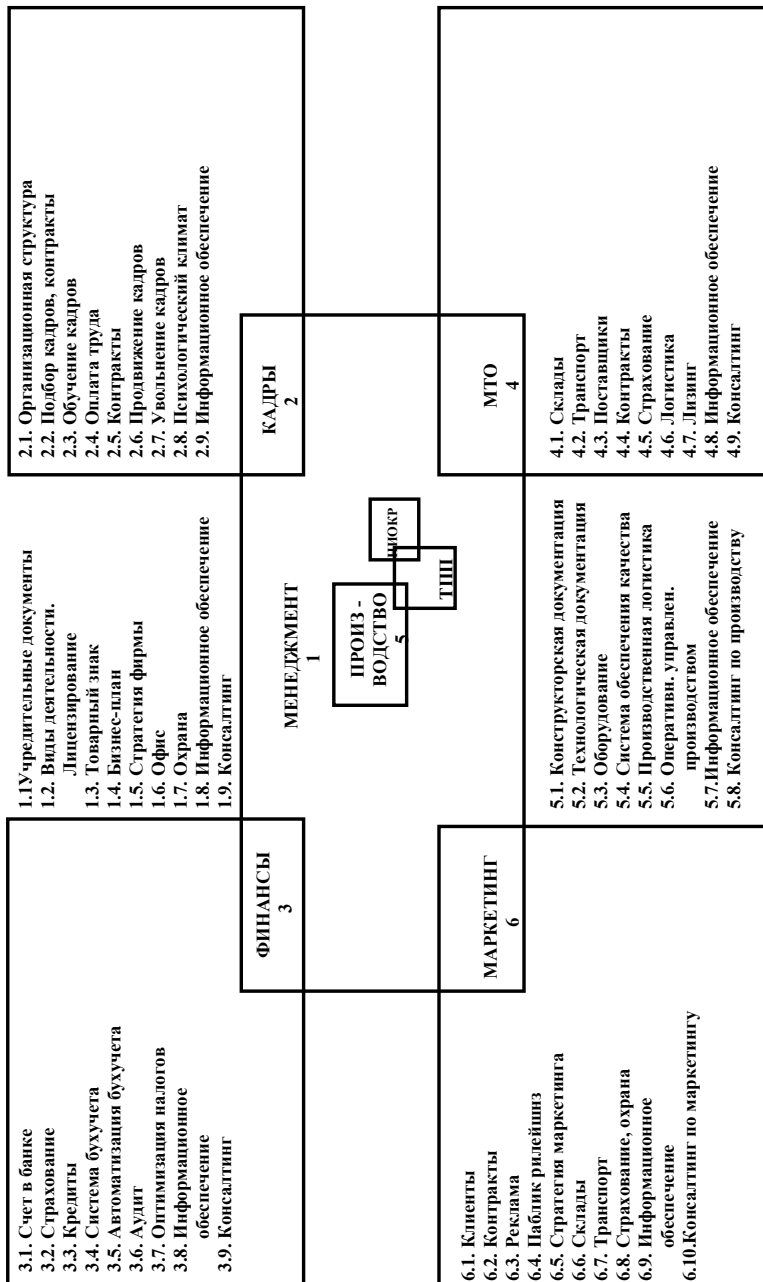 3.1. Счет в банке
3.2. Страхование
3.3. Кредиты
3.4. Система бухучета
3.5. Автоматизация бухучета
3.6. Аудит
3.7. Оптимизация налогов
3.8. Информационное
обеспечение
3.9. Консалтинг
ФИНАНСЫ
3
1.1Учредительные документы
1.2. Виды деятельности.
Лицензирование
1.3. Товарный знак
1.4. Бизнес-план
1.5. Стратегия фирмы
1.6. Офис
1.7. Охрана
1.8. Информационное обеспечение
1.9. Консалтинг
МЕНЕДЖМЕНТ
1
2.1. Организационная структура
2.2. Подбор кадров, контракты
2.3. Обучение кадров
2.4. Оплата труда
2.5. Контракты
2.6. Продвижение кадров
2.7. Увольнение кадров
2.8. Психологический климат
2.9. Информационное обеспечение
КАДРЫ
2
ПРОИЗ -
ВОДСТВО
5
НИОКР
ТПП
МАРКЕТИНГ
6
6.1. Клиенты
6.2. Контракты
6.3. Реклама
6.4. Паблик рилейшнз
6.5. Стратегия маркетинга
6.6. Склады
6.7. Транспорт
6.8. Страхование, охрана
6.9. Информационное
обеспечение
6.10.Консалтинг по маркетингу
5.1. Конструкторская документация
5.2. Технологическая документация
5.3. Оборудование
5.4. Система обеспечения качества
5.5. Производственная логистика
5.6. Оперативн. управлен.
производством
5.7.Информационное обеспечение
5.8. Консалтинг по производству
МТО
4
4.1. Склады
4.2. Транспорт
4.3. Поставщики
4.4. Контракты
4.5. Страхование
4.6. Логистика
4.7. Лизинг
4.8. Информационное обеспечение
4.9. Консалтинг